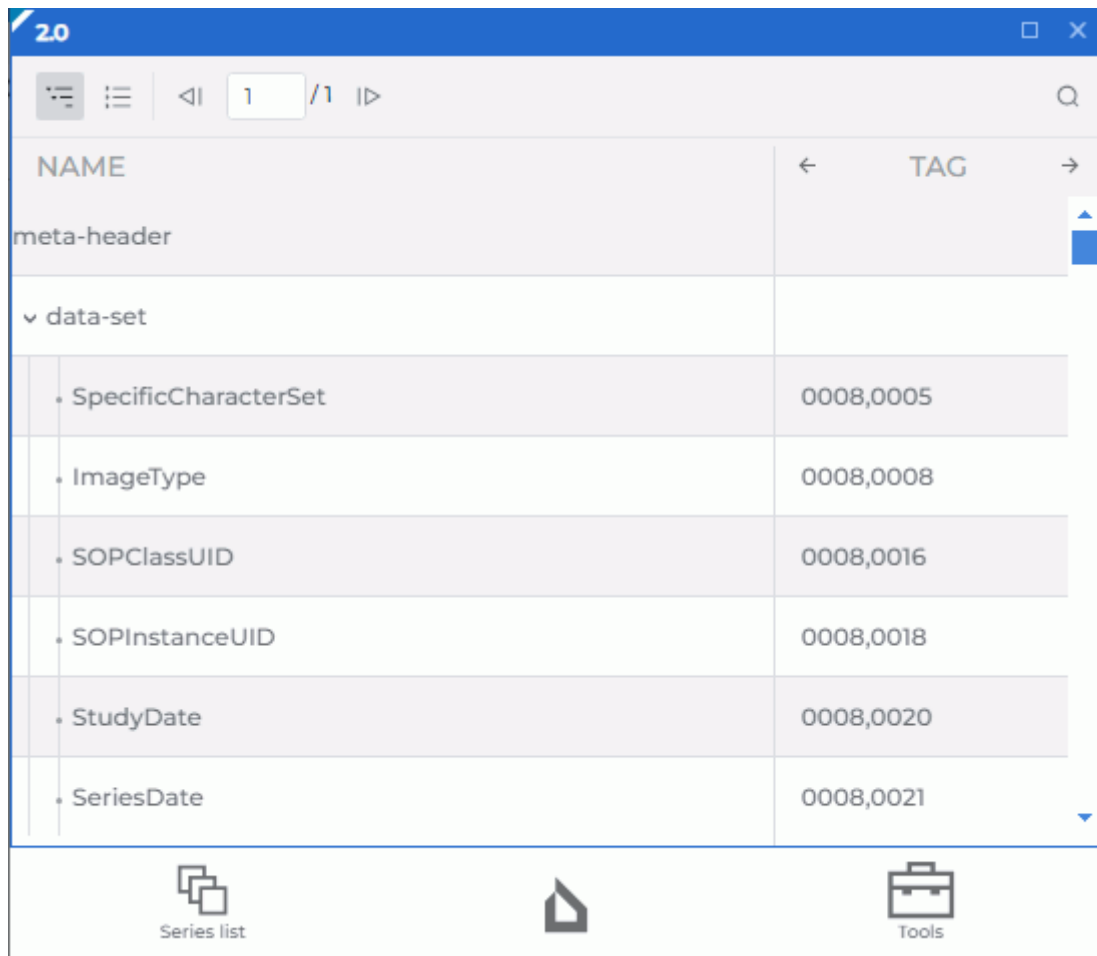 2.0
1 /1
NAME TAG
meta-header
data-set
SpecificCharacterSet 0008,0005
ImageType 0008,0008
SOPClassUID 0008,0016
SOPInstanceUID 0008,0018
StudyDate 0008,0020
SeriesDate 0008,0021
Series list Tools